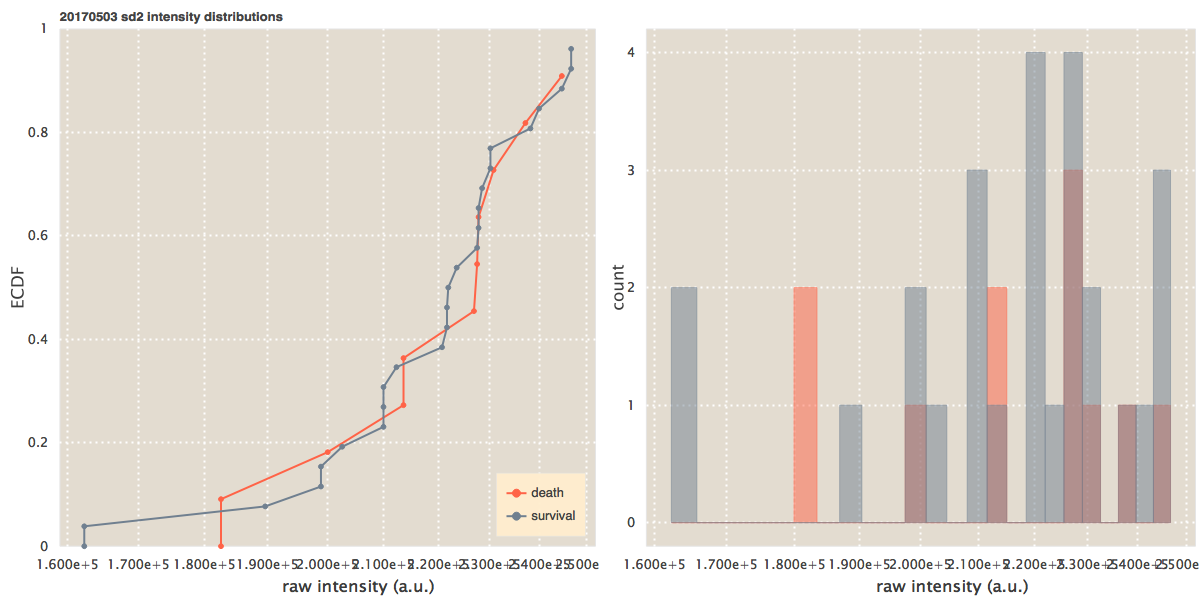 20170503 sd2 intensity distributions
1
0.8
0.6
0.4
0.2
0
ECDF
death
survival
1.600e+5 1.700e+5 1.800e+5 1.900e+5 2.000e+5 2.100e+5 2.200e+5 2.300e+5 2.400e+5 2.500e
raw intensity (a.u.)
4
3
2
1
0
count
1.600e+5 1.700e+5 1.800e+5 1.900e+5 2.000e+5 2.100e+5 2.200e+5 2.300e+5 2.400e+5 2.500e
raw intensity (a.u.)